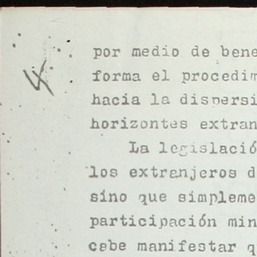 4
por medio de bene
forma el procedim
hacia la dispersi
horizontes extran
La legislació
los extranjeros d
sino que simpleme
participación min
cabe manifestar q